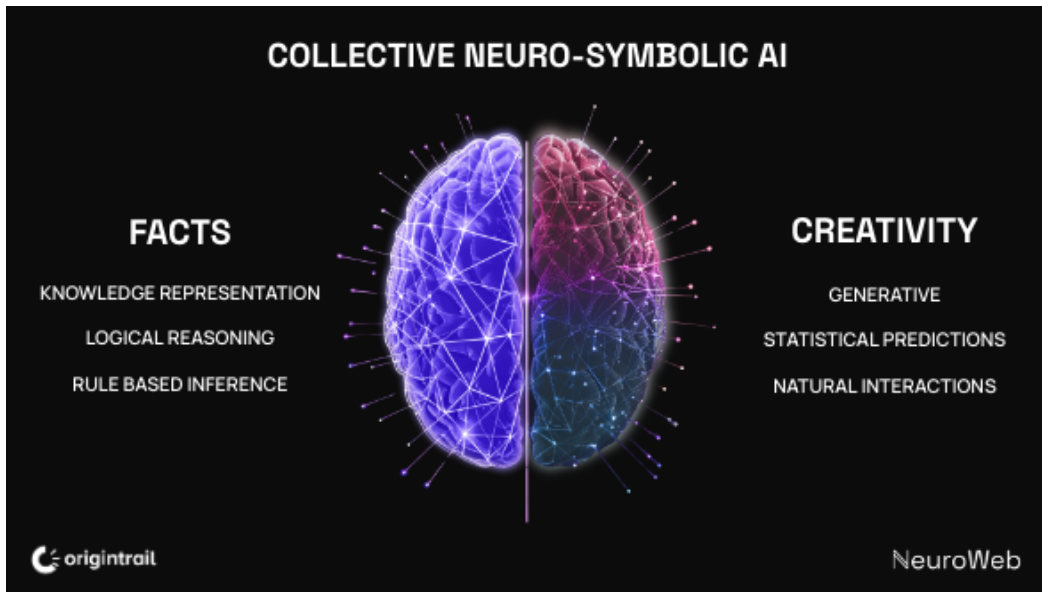 COLLECTIVE NEURO-SYMBOLIC AI
FACTS
KNOWLEDGE REPRESENTATION
LOGICAL REASONING
RULE BASED INFERENCE
CREATIVITY
GENERATIVE
STATISTICAL PREDICTIONS
NATURAL INTERACTIONS
origintrail
NeuroWeb